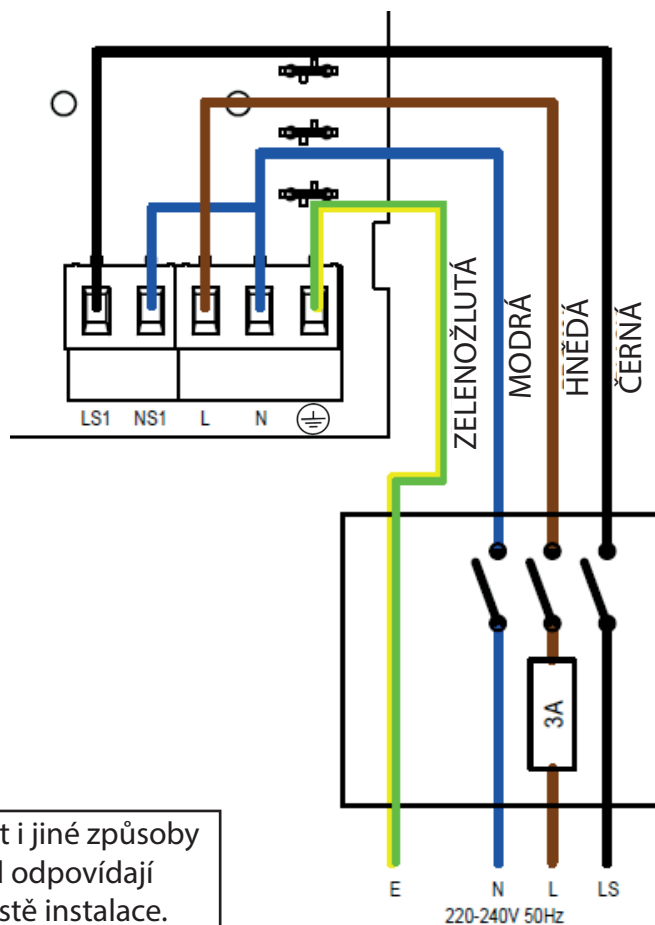 ZELENOŽLUTÁ
MODRÁ
HNĚDÁ
ČERNÁ
LS1 NS1 L N
3A
t i jiné způsoby
odpovídají
stě instalace.
E N L LS
220-240V 50Hz